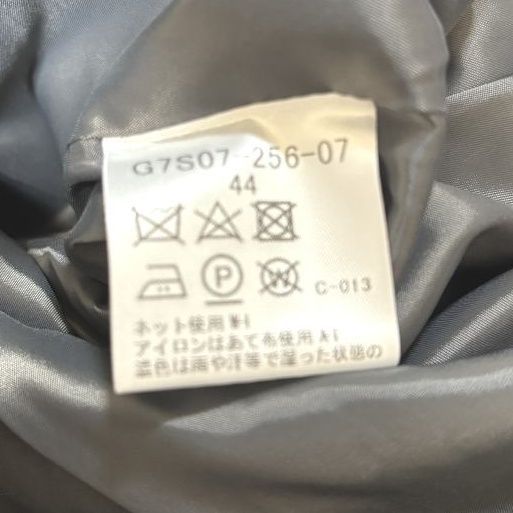 G7S07-256-07
44
P W C-013
ネット使用 W-i
アイロンはあて布使用 A-i
濃色は雨や汗等で湿った状態の